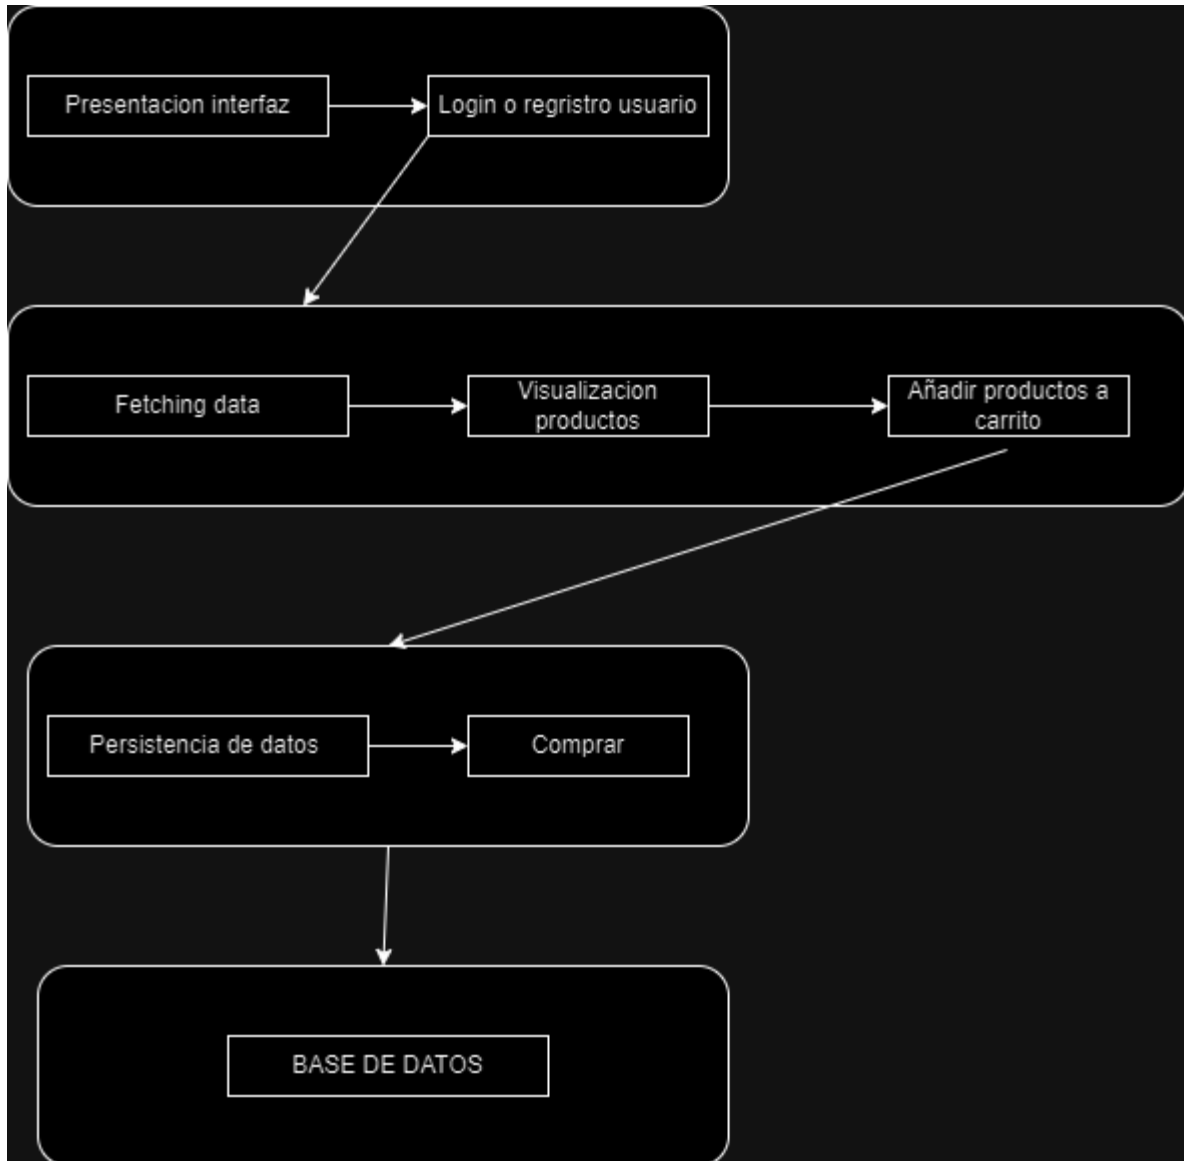 Presentacion interfaz
Login o regristro usuario
Fetching data
Visualizacion
productos
Añadir productos a
carrito
Persistencia de datos
Comprar
BASE DE DATOS